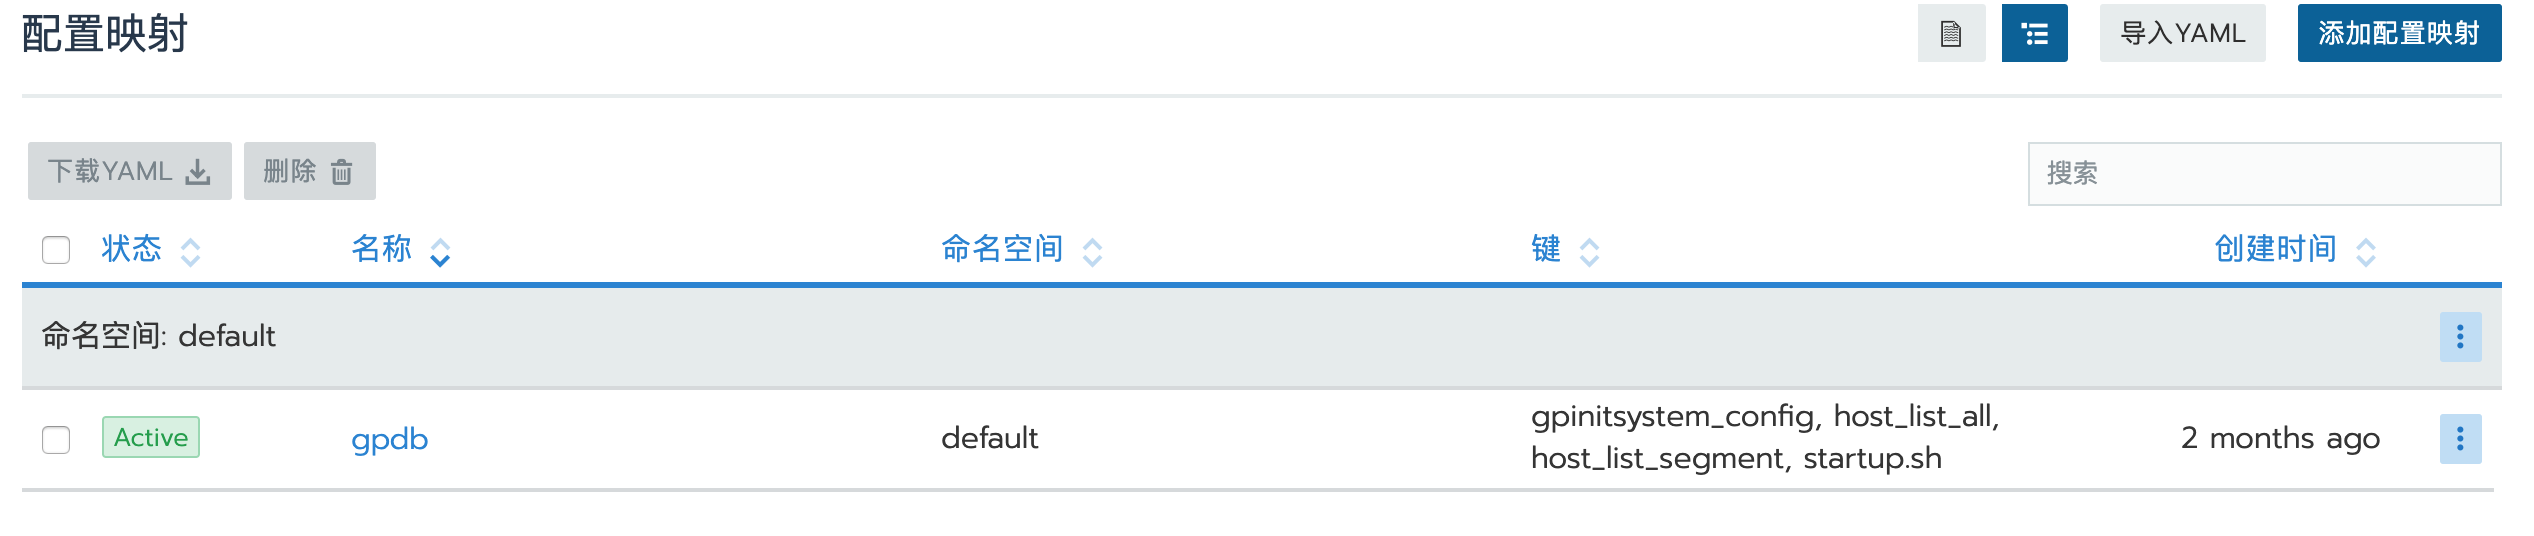 配置映射
导入YAML
添加配置映射
下载YAML
删除
搜索
状态 名称 命名空间 键 创建时间
命名空间: default
Active gpdb default gpinitsystem_config, host_list_all, 2 months ago
host_list_segment, startup.sh